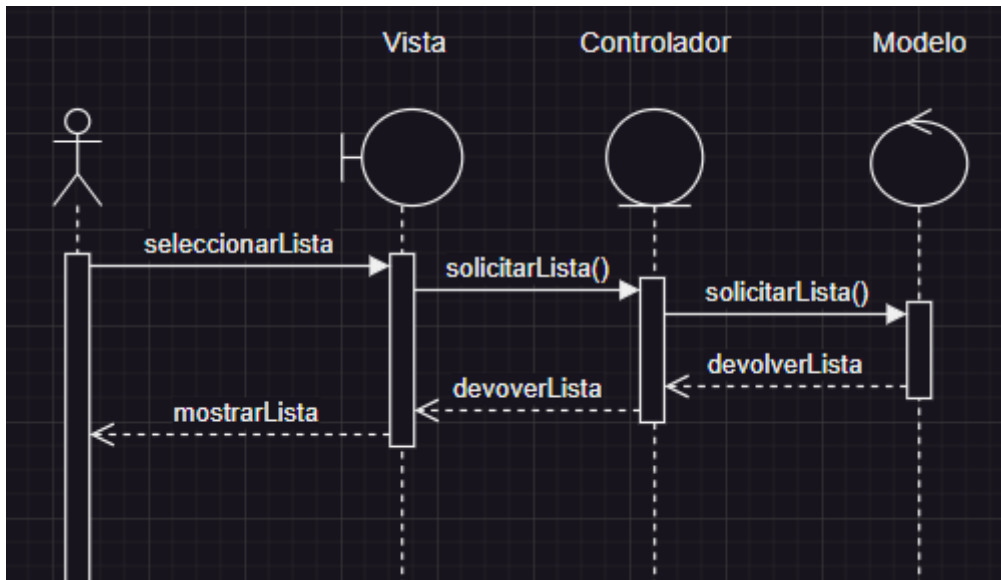 Vista
Controlador
Modelo
seleccionarLista
solicitarLista()
solicitarLista()
devolverLista
devoverLista
mostrarLista